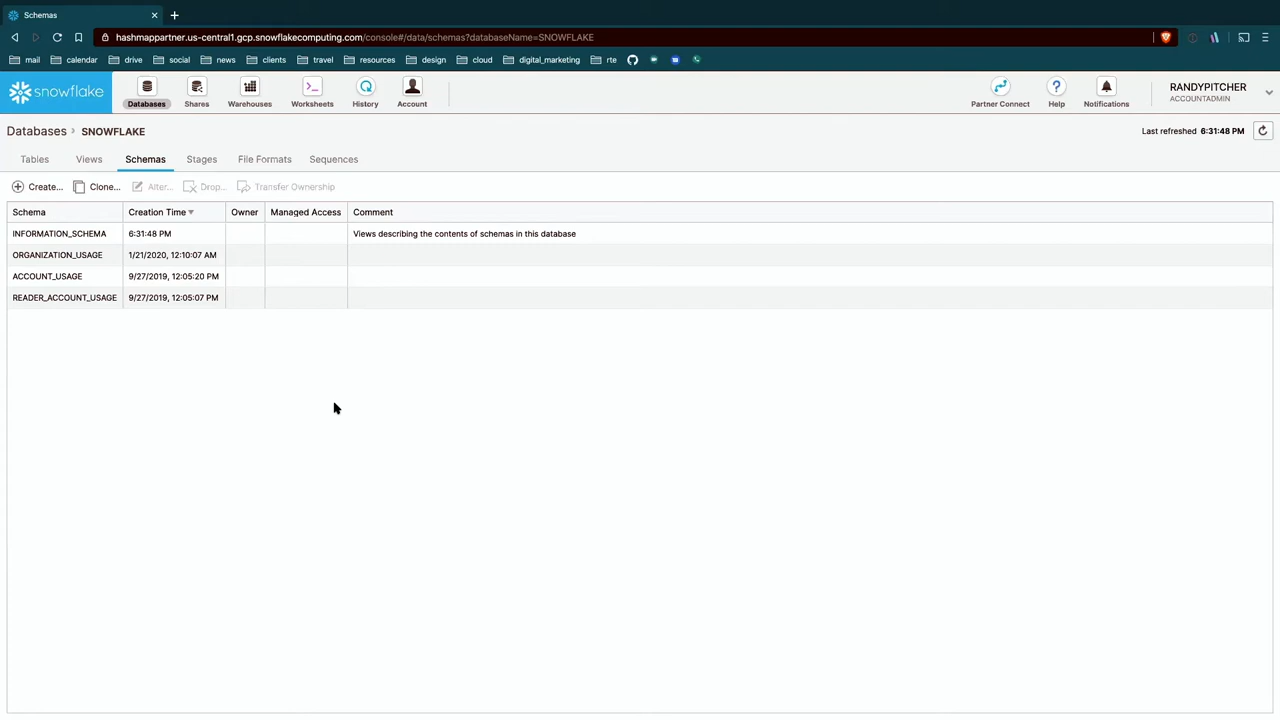 Schemas
hashmappartner.us-central1.gcp.snowflakecomputing.com/console#/data/schemas?databaseName=SNOWFLAKE
mail calendar drive social news clients travel resources design cloud digital_marketing rte
snowflake Databases Shares Warehouses Worksheets History Account Partner Connect Help Notifications RANDYPITCHER
ACCOUNTADMIN
Databases > SNOWFLAKE Last refreshed 6:31:48 PM
Tables Views Schemas Stages File Formats Sequences
Create... Clone... Alter... Drop... Transfer Ownership
Schema Creation Time Owner Managed Access Comment
INFORMATION_SCHEMA 6:31:48 PM Views describing the contents of schemas in this database
ORGANIZATION_USAGE 1/21/2020, 12:10:07 AM
ACCOUNT_USAGE 9/27/2019, 12:05:20 PM
READER_ACCOUNT_USAGE 9/27/2019, 12:05:07 PM